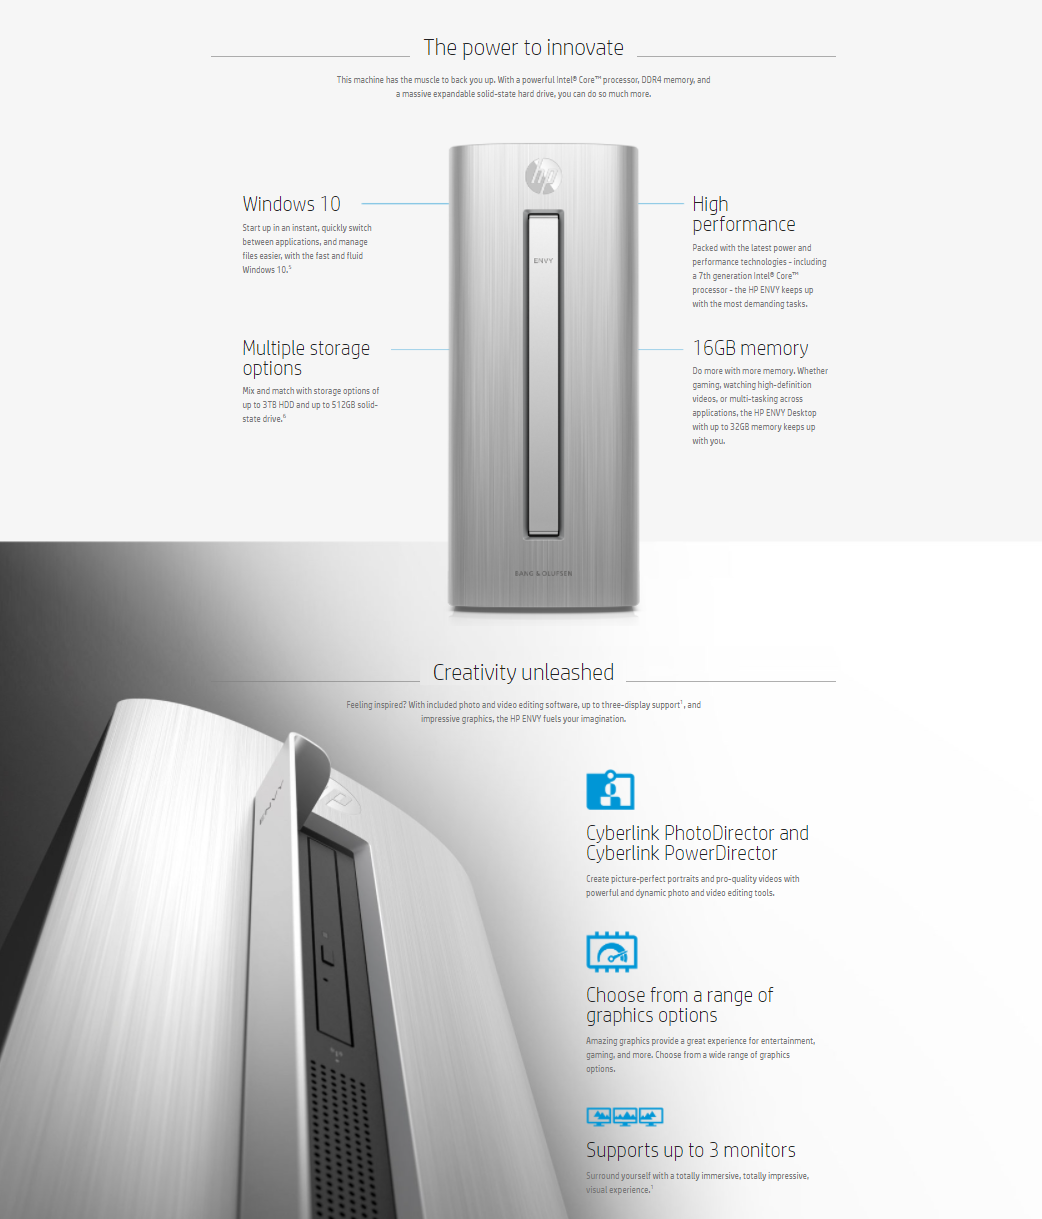 The power to innovate
This machine has the muscle to back you up. With a powerful Intel® Core™ processor, DDR4 memory, and
a massive expandable solid-state hard drive, you can do so much more.
hp
ENVY
BANG & OLUFSEN
Windows 10
Start up in an instant, quickly switch
between applications, and manage
files easier, with the fast and fluid
Windows 10.⁵
High
performance
Packed with the latest power and
performance technologies - including
a 7th generation Intel® Core™
processor - the HP ENVY keeps up
with the most demanding tasks.
Multiple storage
options
Mix and match with storage options of
up to 3TB HDD and up to 512GB solid-
state drive.⁶
16GB memory
Do more with more memory. Whether
gaming, watching high-definition
videos, or multi-tasking across
applications, the HP ENVY Desktop
with up to 32GB memory keeps up
with you.
Creativity unleashed
Feeling inspired? With included photo and video editing software, up to three-display support¹, and
impressive graphics, the HP ENVY fuels your imagination.
ENVY
Cyberlink PhotoDirector and
Cyberlink PowerDirector
Create picture-perfect portraits and pro-quality videos with
powerful and dynamic photo and video editing tools.
Choose from a range of
graphics options
Amazing graphics provide a great experience for entertainment,
gaming, and more. Choose from a wide range of graphics
options.
Supports up to 3 monitors
Surround yourself with a totally immersive, totally impressive,
visual experience.¹